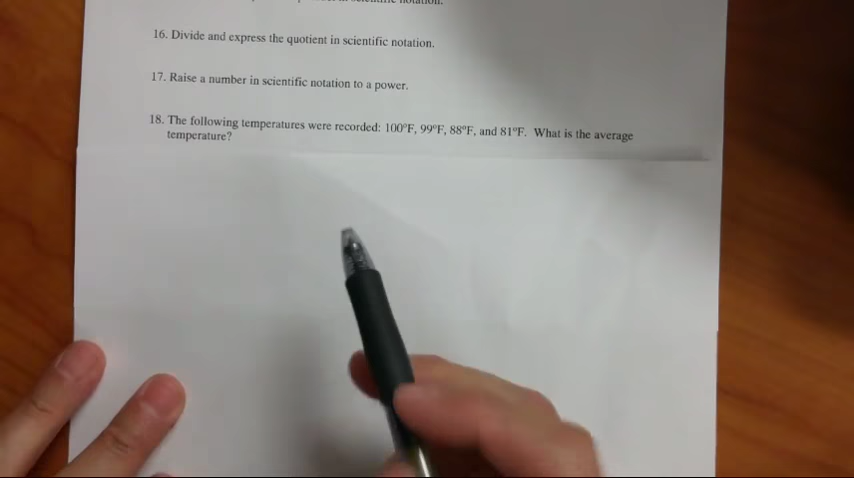 notation.
16. Divide and express the quotient in scientific notation.
17. Raise a number in scientific notation to a power.
18. The following temperatures were recorded: 100°F, 99°F, 88°F, and 81°F. What is the average
temperature?